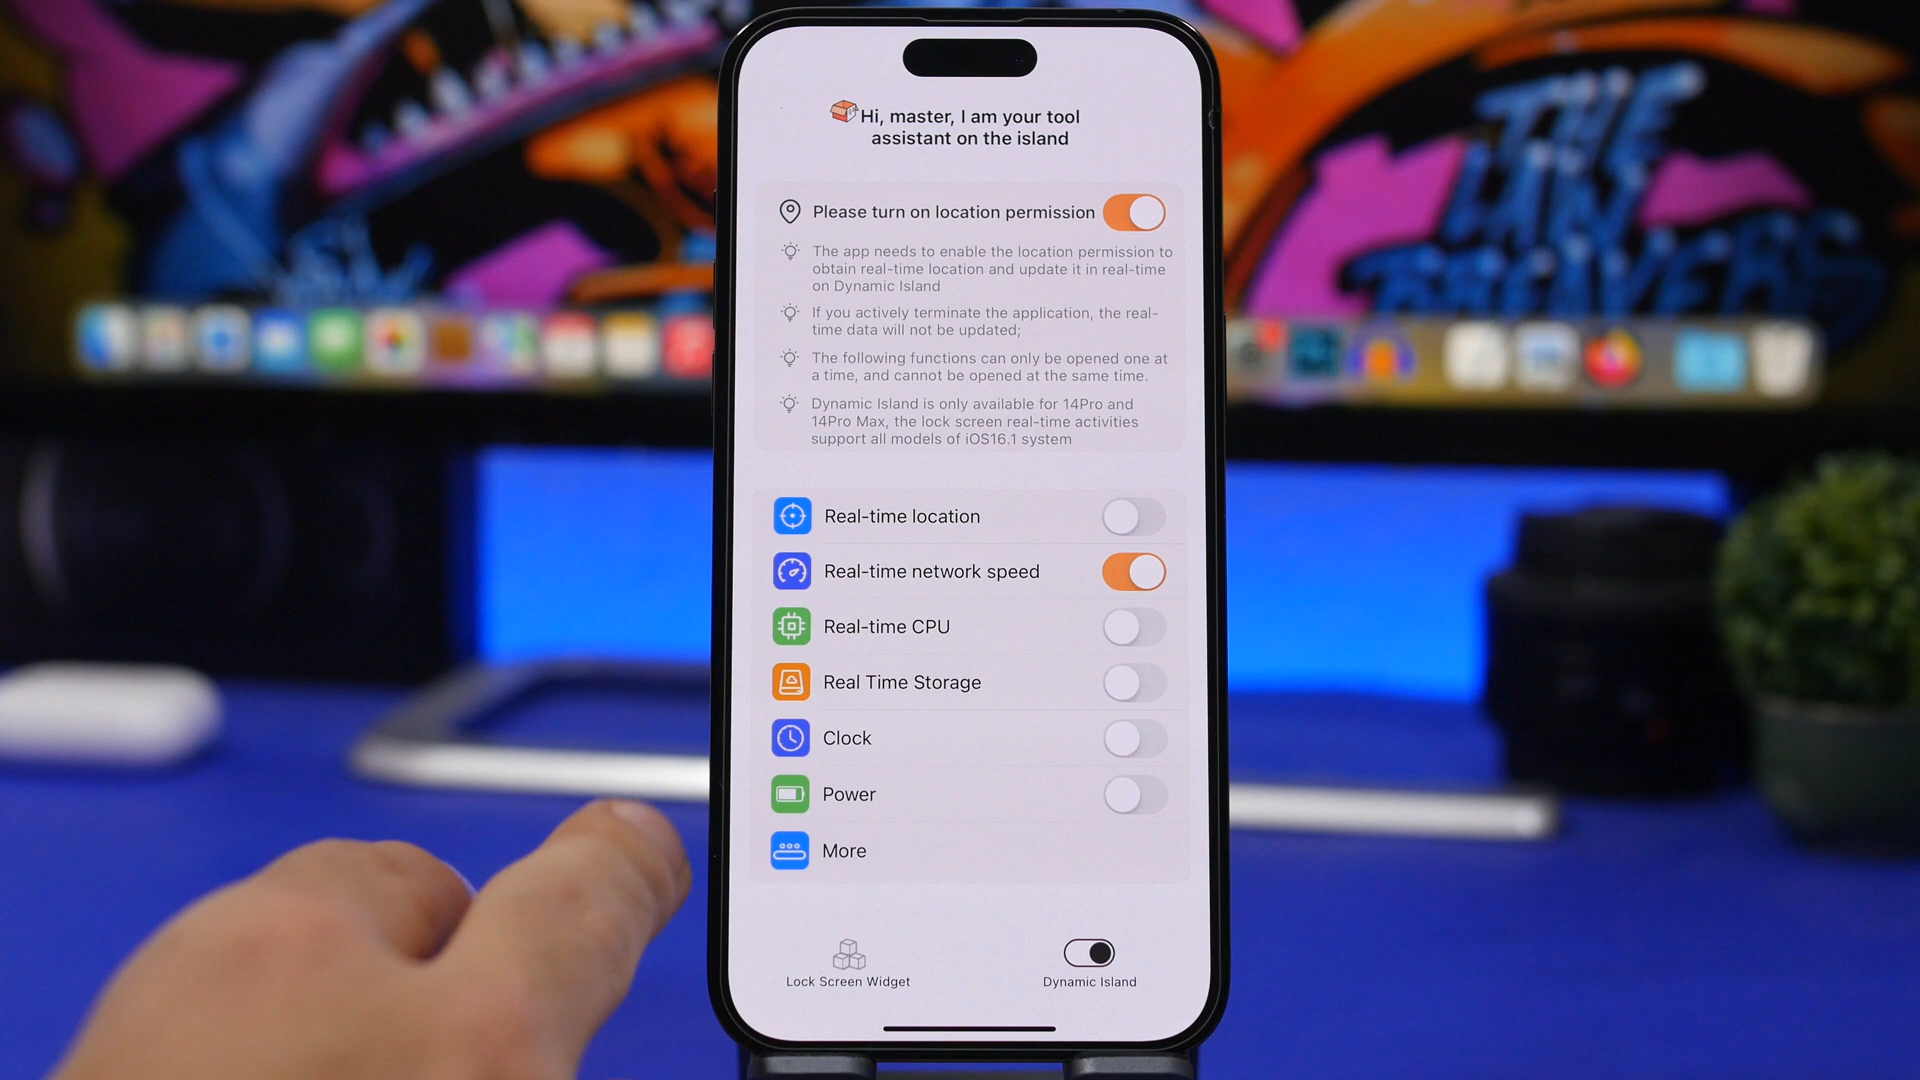 THE
LAW
BREAKERS
Hi, master, I am your tool
assistant on the island
Please turn on location permission
The app needs to enable the location permission to
obtain real-time location and update it in real-time
on Dynamic Island
If you actively terminate the application, the real-
time data will not be updated;
The following functions can only be opened one at
a time, and cannot be opened at the same time.
Dynamic Island is only available for 14Pro and
14Pro Max, the lock screen real-time activities
support all models of iOS16.1 system
Real-time location
Real-time network speed
Real-time CPU
Real Time Storage
Clock
Power
More
Lock Screen Widget
Dynamic Island